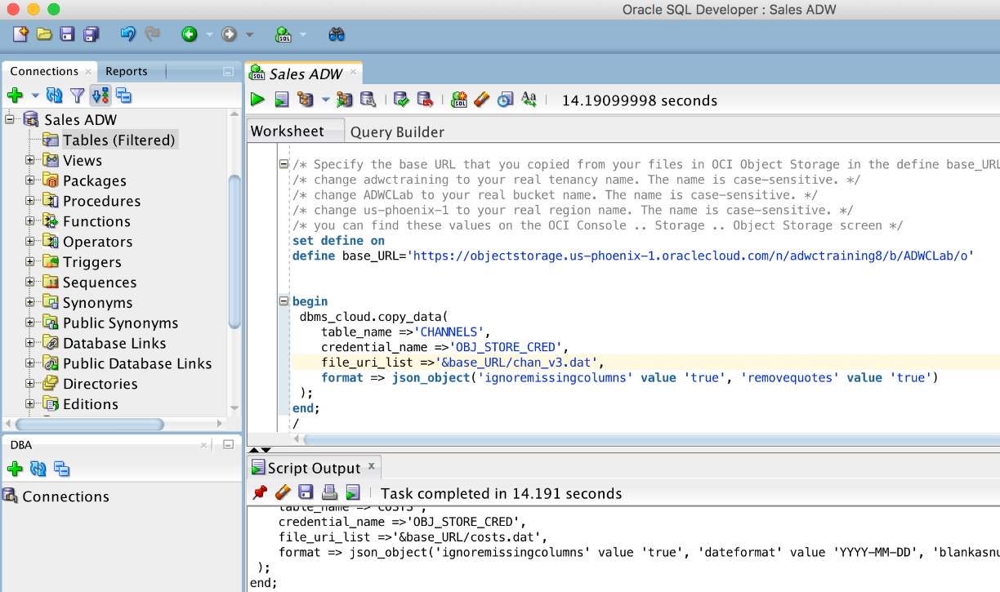 Oracle SQL Developer : Sales ADW
Connections
Reports
Sales ADW
Tables (Filtered)
Views
Packages
Procedures
Functions
Operators
Triggers
Sequences
Synonyms
Public Synonyms
Database Links
Public Database Links
Directories
Editions
DBA
Connections
Sales ADW
14.19099998 seconds
Worksheet
Query Builder
/* Specify the base URL that you copied from your files in OCI Object Storage in the define base_URL
/* change adwctraining to your real tenancy name. The name is case-sensitive. */
/* change ADWCLab to your real bucket name. The name is case-sensitive. */
/* change us-phoenix-1 to your real region name. The name is case-sensitive. */
/* you can find these values on the OCI Console .. Storage .. Object Storage screen */
set define on
define base_URL='https://objectstorage.us-phoenix-1.oraclecloud.com/n/adwctraining8/b/ADWCLab/o'
begin
dbms_cloud.copy_data(
table_name =>'CHANNELS',
credential_name =>'OBJ_STORE_CRED',
file_uri_list =>'&base_URL/chan_v3.dat',
format => json_object('ignoremissingcolumns' value 'true', 'removequotes' value 'true')
);
end;
/
Script Output
Task completed in 14.191 seconds
table_name =>'COSTS',
credential_name =>'OBJ_STORE_CRED',
file_uri_list =>'&base_URL/costs.dat',
format => json_object('ignoremissingcolumns' value 'true', 'dateformat' value 'YYYY-MM-DD', 'blankasnu
);
end;